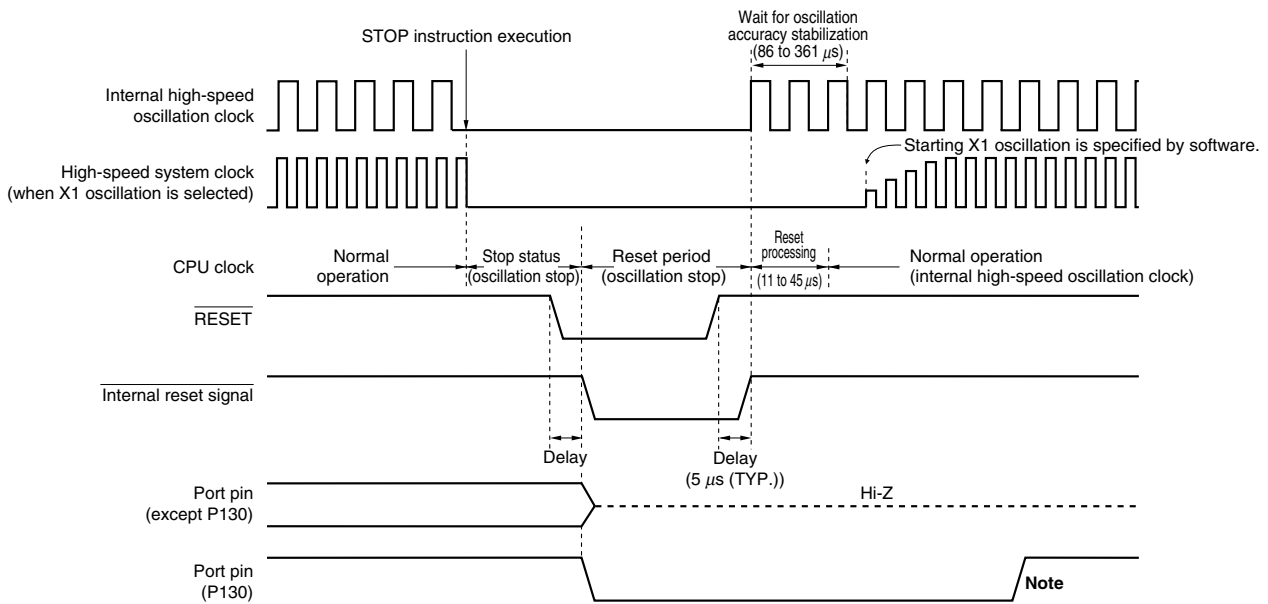 Wait for oscillation
accuracy stabilization
(86 to 361 μs)
STOP instruction execution
Internal high-speed
oscillation clock
Starting X1 oscillation is specified by software.
High-speed system clock
(when X1 oscillation is selected)
CPU clock
Normal
operation
Stop status
(oscillation stop)
Reset period
(oscillation stop)
Reset
processing
(11 to 45 μs)
Normal operation
(internal high-speed oscillation clock)
RESET
Internal reset signal
Delay
Delay
(5 μs (TYP.))
Port pin
(except P130)
Hi-Z
Port pin
(P130)
Note